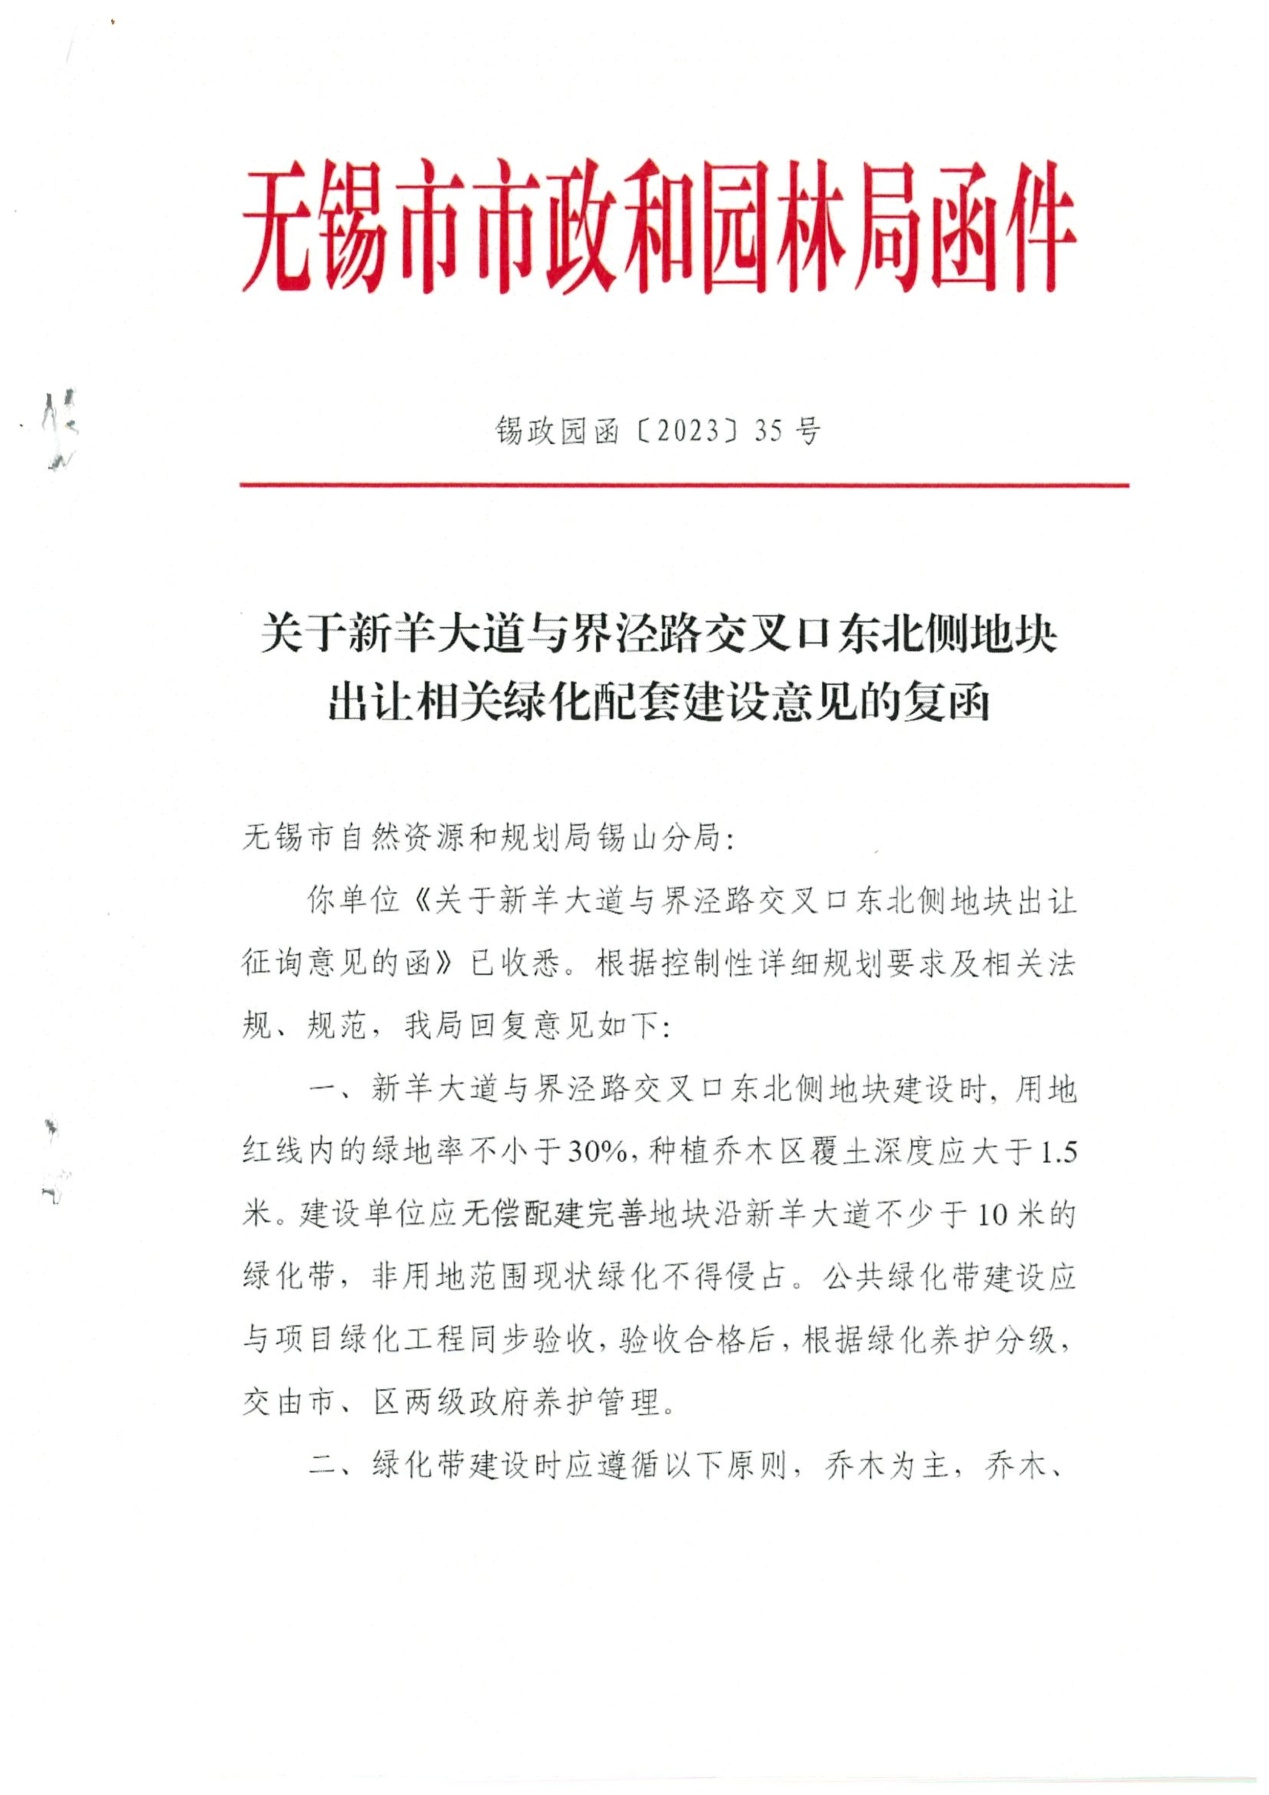 无锡市市政和园林局函件
锡政园函〔2023〕35号
关于新羊大道与界泾路交叉口东北侧地块
出让相关绿化配套建设意见的复函
无锡市自然资源和规划局锡山分局：
你单位《关于新羊大道与界泾路交叉口东北侧地块出让
征询意见的函》已收悉。根据控制性详细规划要求及相关法
规、规范，我局回复意见如下：
一、新羊大道与界泾路交叉口东北侧地块建设时，用地
红线内的绿地率不小于30%，种植乔木区覆土深度应大于1.5
米。建设单位应无偿配建完善地块沿新羊大道不少于10米的
绿化带，非用地范围现状绿化不得侵占。公共绿化带建设应
与项目绿化工程同步验收，验收合格后，根据绿化养护分级，
交由市、区两级政府养护管理。
二、绿化带建设时应遵循以下原则，乔木为主，乔木、